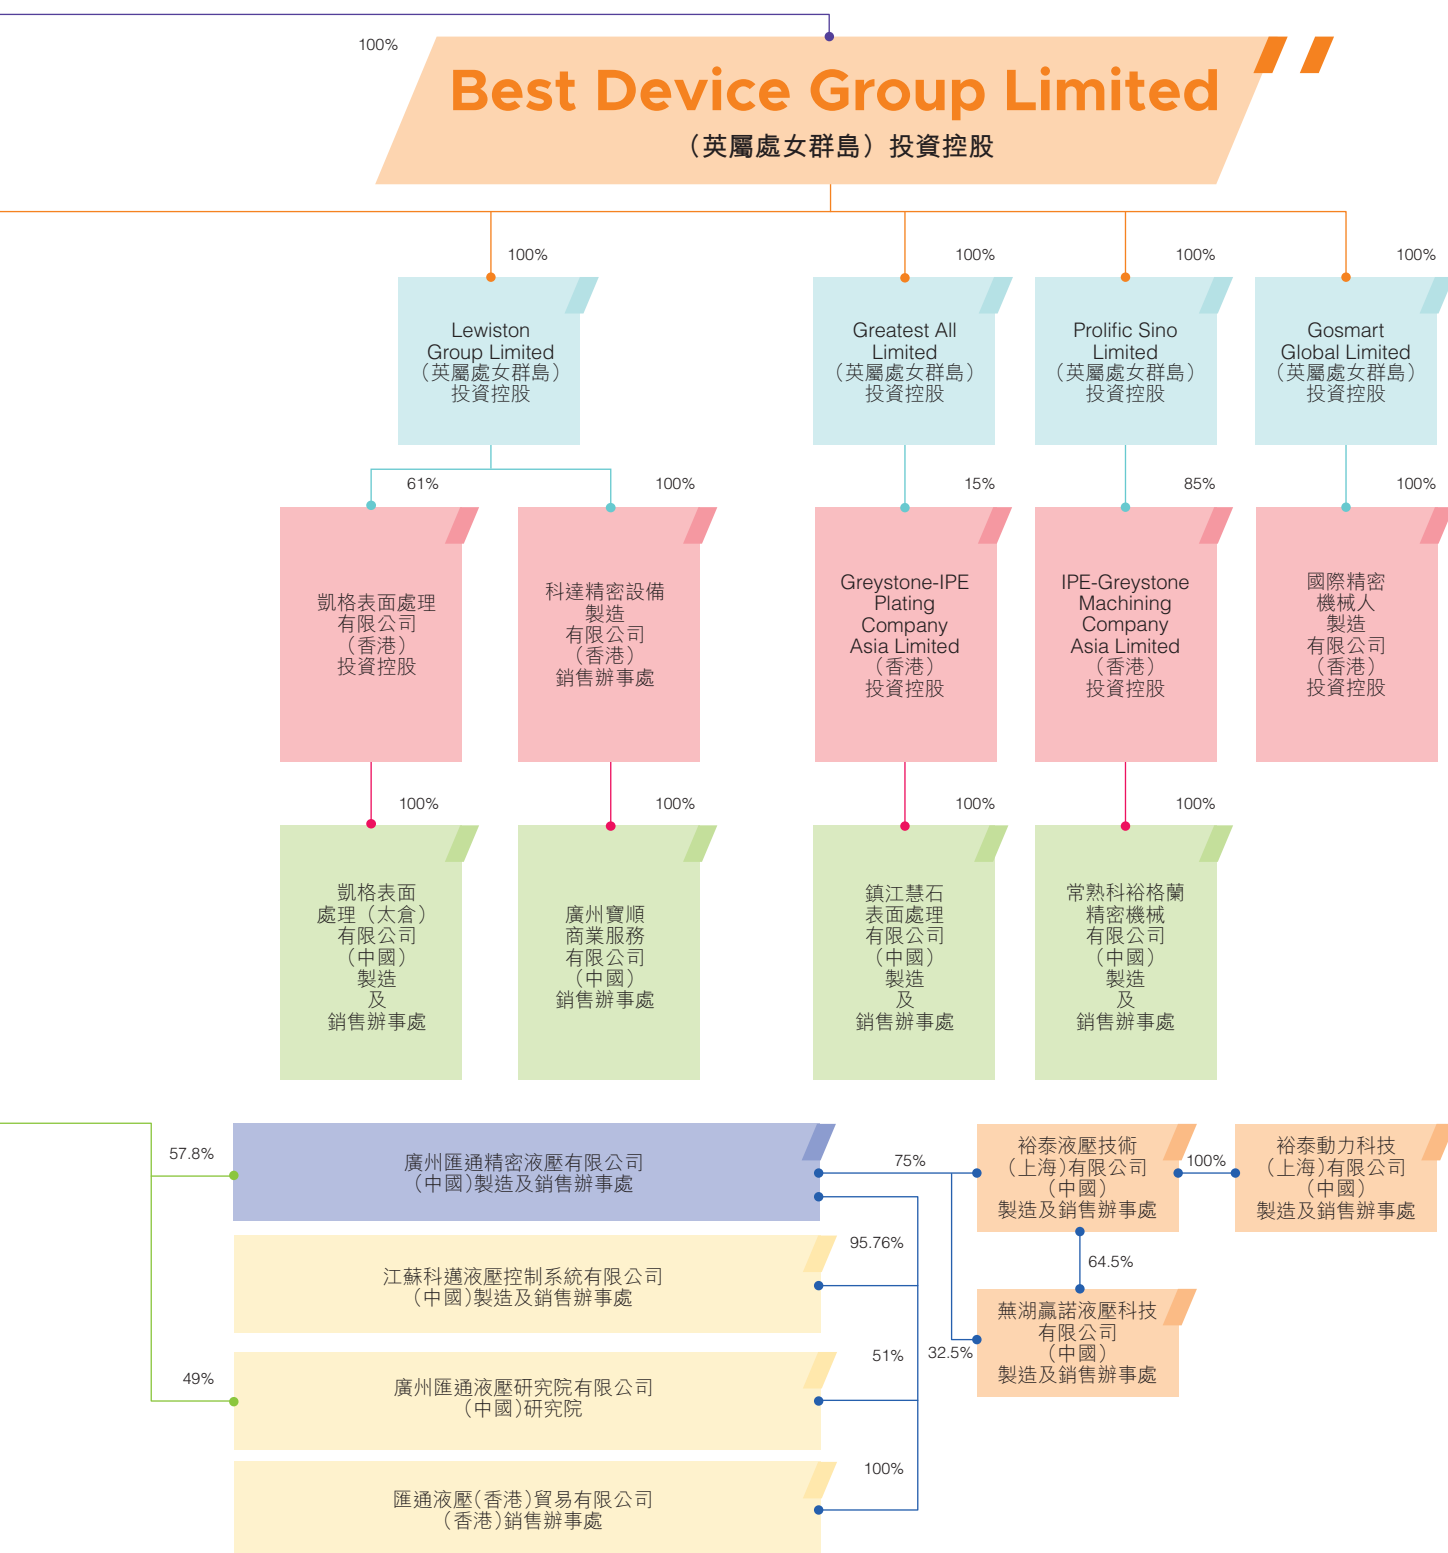 100%
Best Device Group Limited
（英屬處女群島）投資控股
100%
100%
100%
100%
Lewiston
Group Limited
（英屬處女群島）
投資控股
Greatest All
Limited
（英屬處女群島）
投資控股
Prolific Sino
Limited
（英屬處女群島）
投資控股
Gosmart
Global Limited
（英屬處女群島）
投資控股
61%
100%
15%
85%
100%
凱格表面處理
有限公司
（香港）
投資控股
科達精密設備
製造
有限公司
（香港）
銷售辦事處
Greystone-IPE
Plating
Company
Asia Limited
（香港）
投資控股
IPE-Greystone
Machining
Company
Asia Limited
（香港）
投資控股
國際精密
機械人
製造
有限公司
（香港）
投資控股
100%
100%
100%
100%
凱格表面
處理（太倉）
有限公司
（中國）
製造
及
銷售辦事處
廣州寶順
商業服務
有限公司
（中國）
銷售辦事處
鎮江慧石
表面處理
有限公司
（中國）
製造
及
銷售辦事處
常熟科裕格蘭
精密機械
有限公司
（中國）
製造
及
銷售辦事處
57.8%
廣州匯通精密液壓有限公司
（中國）製造及銷售辦事處
75%
裕泰液壓技術
（上海）有限公司
（中國）
製造及銷售辦事處
100%
裕泰動力科技
（上海）有限公司
（中國）
製造及銷售辦事處
95.76%
江蘇科邁液壓控制系統有限公司
（中國）製造及銷售辦事處
64.5%
蕪湖贏諾液壓科技
有限公司
（中國）
製造及銷售辦事處
32.5%
49%
51%
廣州匯通液壓研究院有限公司
（中國）研究院
100%
匯通液壓（香港）貿易有限公司
（香港）銷售辦事處